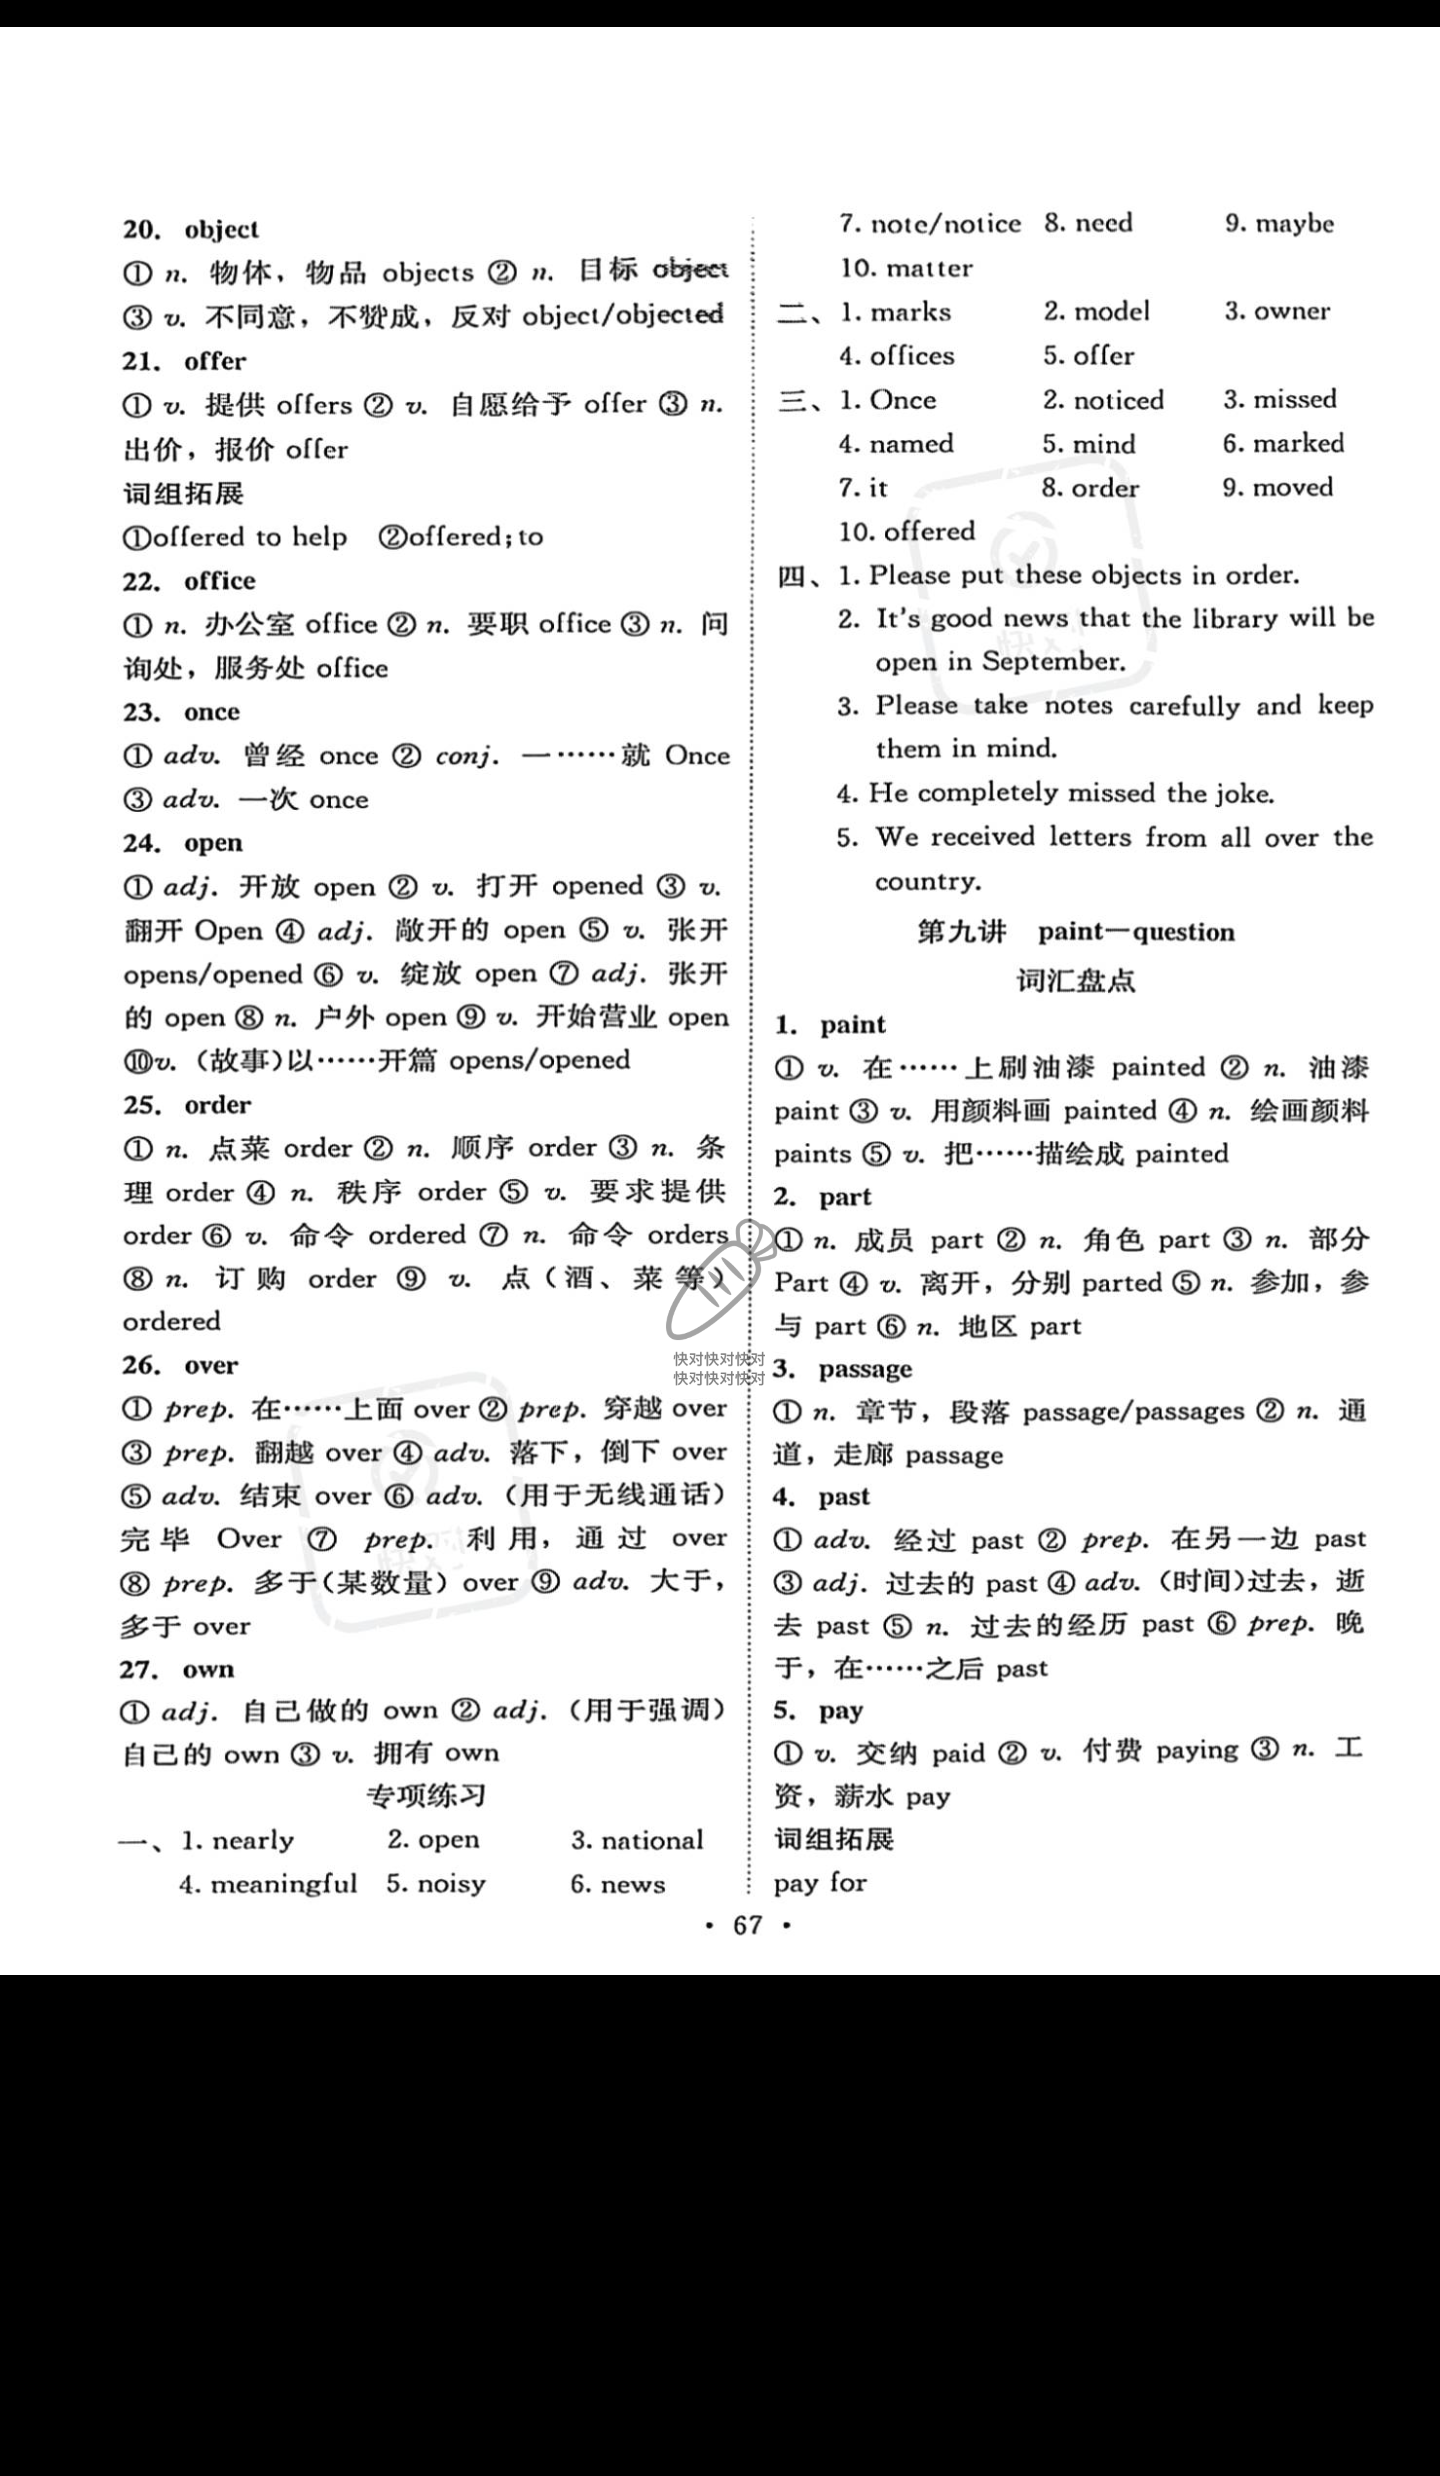 20. object
① n. 物体，物品 objects ② n. 目标 object
③ v. 不同意，不赞成，反对 object/objected
21. offer
① v. 提供 offers ② v. 自愿给予 offer ③ n.
出价，报价 offer
词组拓展
①offered to help ②offered;to
22. office
① n. 办公室 office ② n. 要职 office ③ n. 问
询处，服务处 office
23. once
① adv. 曾经 once ② conj. 一……就 Once
③ adv. 一次 once
24. open
① adj. 开放 open ② v. 打开 opened ③ v.
翻开 Open ④ adj. 敞开的 open ⑤ v. 张开
opens/opened ⑥ v. 绽放 open ⑦ adj. 张开
的 open ⑧ n. 户外 open ⑨ v. 开始营业 open
⑩v.（故事）以……开篇 opens/opened
25. order
① n. 点菜 order ② n. 顺序 order ③ n. 条
理 order ④ n. 秩序 order ⑤ v. 要求提供
order ⑥ v. 命令 ordered ⑦ n. 命令 orders
⑧ n. 订购 order ⑨ v. 点（酒、菜等）
ordered
26. over
① prep. 在……上面 over ② prep. 穿越 over
③ prep. 翻越 over ④ adv. 落下，倒下 over
⑤ adv. 结束 over ⑥ adv.（用于无线通话）
完毕 Over ⑦ prep. 利用，通过 over
⑧ prep. 多于（某数量）over ⑨ adv. 大于，
多于 over
27. own
① adj. 自己做的 own ② adj.（用于强调）
自己的 own ③ v. 拥有 own
专项练习
一、1. nearly 2. open 3. national
4. meaningful 5. noisy 6. news
7. note/notice 8. need 9. maybe
10. matter
二、1. marks 2. model 3. owner
4. offices 5. offer
三、1. Once 2. noticed 3. missed
4. named 5. mind 6. marked
7. it 8. order 9. moved
10. offered
四、1. Please put these objects in order.
2. It's good news that the library will be
open in September.
3. Please take notes carefully and keep
them in mind.
4. He completely missed the joke.
5. We received letters from all over the
country.
第九讲 paint—question
词汇盘点
1. paint
① v. 在……上刷油漆 painted ② n. 油漆
paint ③ v. 用颜料画 painted ④ n. 绘画颜料
paints ⑤ v. 把……描绘成 painted
2. part
① n. 成员 part ② n. 角色 part ③ n. 部分
Part ④ v. 离开，分别 parted ⑤ n. 参加，参
与 part ⑥ n. 地区 part
3. passage
① n. 章节，段落 passage/passages ② n. 通
道，走廊 passage
4. past
① adv. 经过 past ② prep. 在另一边 past
③ adj. 过去的 past ④ adv.（时间）过去，逝
去 past ⑤ n. 过去的经历 past ⑥ prep. 晚
于，在……之后 past
5. pay
① v. 交纳 paid ② v. 付费 paying ③ n. 工
资，薪水 pay
词组拓展
pay for
• 67 •
快对快对快对
快对快对快对
快对
快对